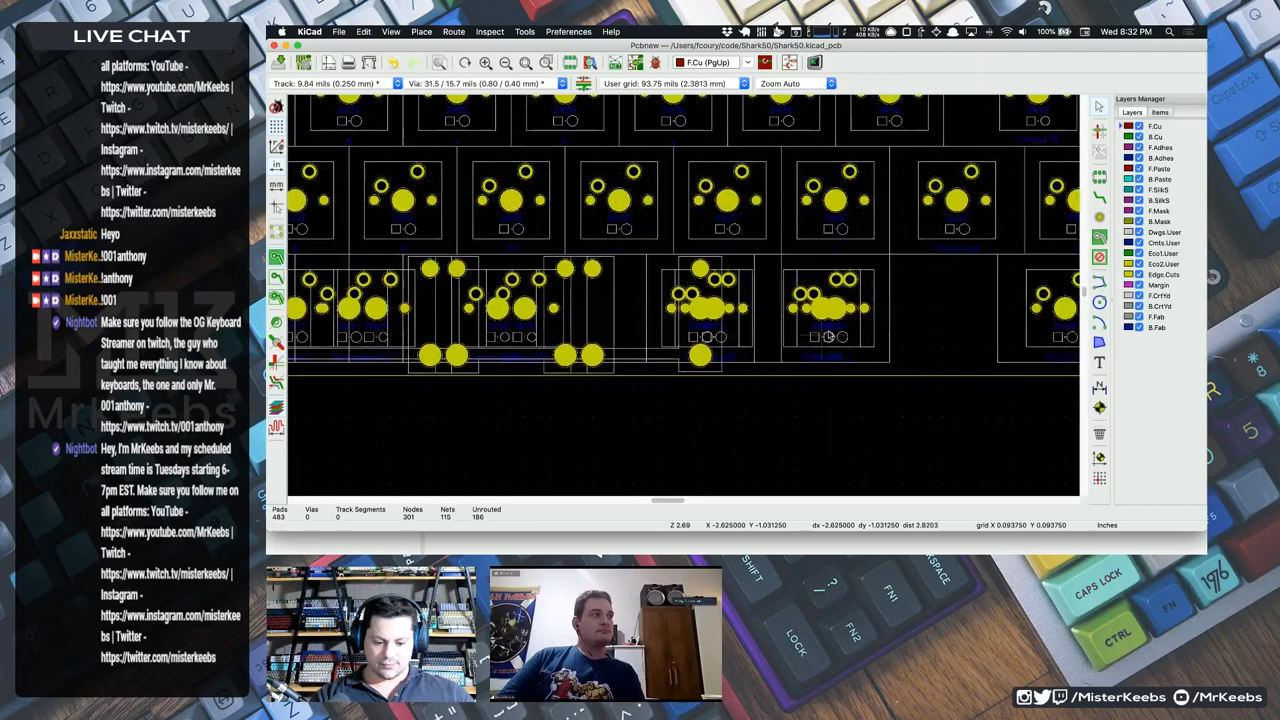 LIVE CHAT
all platforms: YouTube -
https://www.youtube.com/MrKeebs |
Twitch -
https://www.twitch.tv/misterkeebs/ |
Instagram -
https://www.instagram.com/misterkee
bs | Twitter -
https://twitter.com/misterkeebs
Jaxxstatic Heyo
MisterKe.. !001anthony
MisterKe.. !anthony
MisterKe.. !001
Nightbot Make sure you follow the OG Keyboard
Streamer on twitch, the guy who
taught me everything I know about
keyboards, the one and only Mr.
001anthony -
https://www.twitch.tv/001anthony
Nightbot Hey, I'm MrKeebs and my scheduled
stream time is Tuesdays starting 6-
7pm EST. Make sure you follow me on
all platforms: YouTube -
https://www.youtube.com/MrKeebs |
Twitch -
https://www.twitch.tv/misterkeebs/ |
Instagram -
https://www.instagram.com/misterkee
bs | Twitter -
https://twitter.com/misterkeebs
KiCad File Edit View Place Route Inspect Tools Preferences Help
100% Wed 8:32 PM
Pcbnew — /Users/fcoury/code/Shark50/Shark50.kicad_pcb
F.Cu (PgUp)
Track: 9.84 mils (0.250 mm) * Via: 31.5 / 15.7 mils (0.80 / 0.40 mm) * User grid: 93.75 mils (2.3813 mm) Zoom Auto
in
mm
Layers Manager
Layers Items
F.Cu
B.Cu
F.Adhes
B.Adhes
F.Paste
B.Paste
F.SilkS
B.SilkS
F.Mask
B.Mask
Dwgs.User
Cmts.User
Eco1.User
Eco2.User
Edge.Cuts
Margin
F.CrtYd
B.CrtYd
F.Fab
B.Fab
Pads Vias Track Segments Nodes Nets Unrouted
483 0 0 301 115 186
Z 2.69 X -2.625000 Y -1.031250 dx -2.625000 dy -1.031250 dist 2.8203 grid X 0.093750 Y 0.093750 Inches
SHIFT
?
/
FN1
FN2
LOCK
CAPS LOCK
CTRL
FN
196
/MisterKeebs /MrKeebs